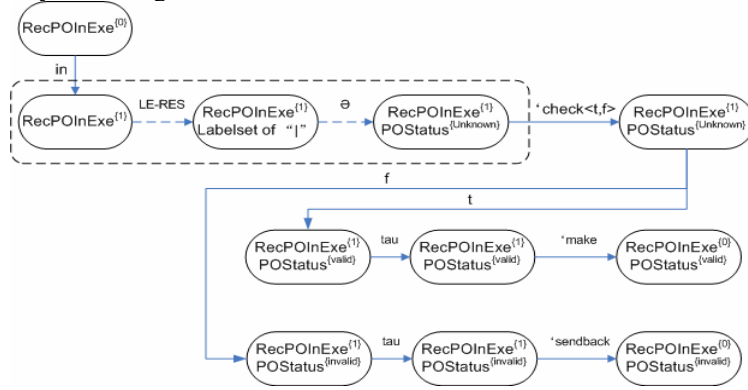 RecPOInExe{0}
in
RecPOInExe{1}
LE-RES
RecPOInExe{1}
Labelset of “|”
ə
RecPOInExe{1}
POStatus{Unknown}
‘check<t,f>
RecPOInExe{1}
POStatus{Unknown}
f
t
RecPOInExe{1}
POStatus{valid}
tau
RecPOInExe{1}
POStatus{valid}
‘make
RecPOInExe{0}
POStatus{valid}
RecPOInExe{1}
POStatus{invalid}
tau
RecPOInExe{1}
POStatus{invalid}
‘sendback
RecPOInExe{0}
POStatus{invalid}